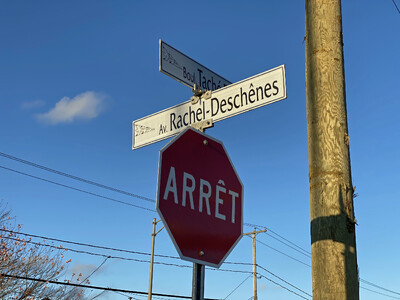 Boul. Taché
Av. Rachel-Deschênes
ARRÊT